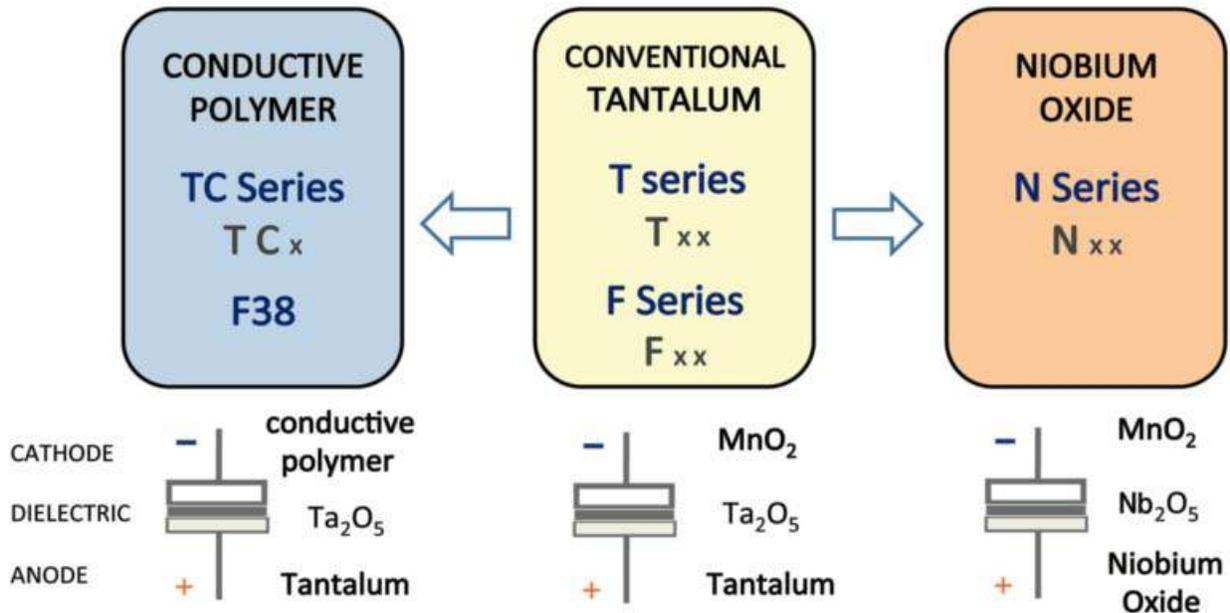 CONDUCTIVE
POLYMER
TC Series
T C x
F38
CONVENTIONAL
TANTALUM
T series
T x x
F Series
F x x
NIOBIUM
OXIDE
N Series
N x x
CATHODE
DIELECTRIC
ANODE
−
conductive
polymer
Ta₂O₅
+
Tantalum
−
MnO₂
Ta₂O₅
+
Tantalum
−
MnO₂
Nb₂O₅
+
Niobium
Oxide